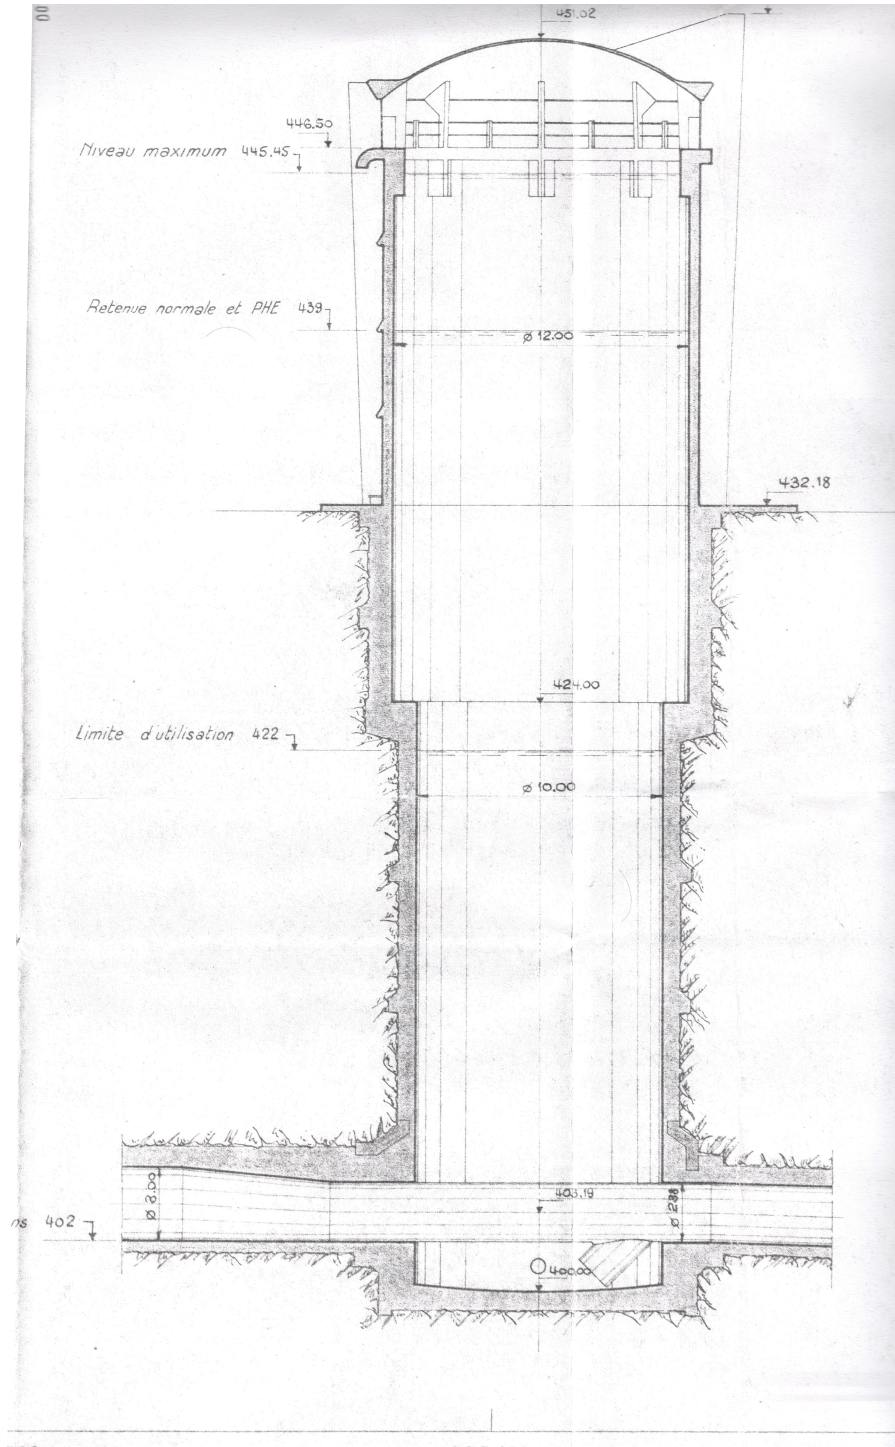 00
451.02
446.50
Niveau maximum 445.45
Retenue normale et PHE 439
ø 12.00
432.18
424.00
Limite d'utilisation 422
ø 10.00
ø 3.00
403.19
ø 2.88
ns 402
400.00